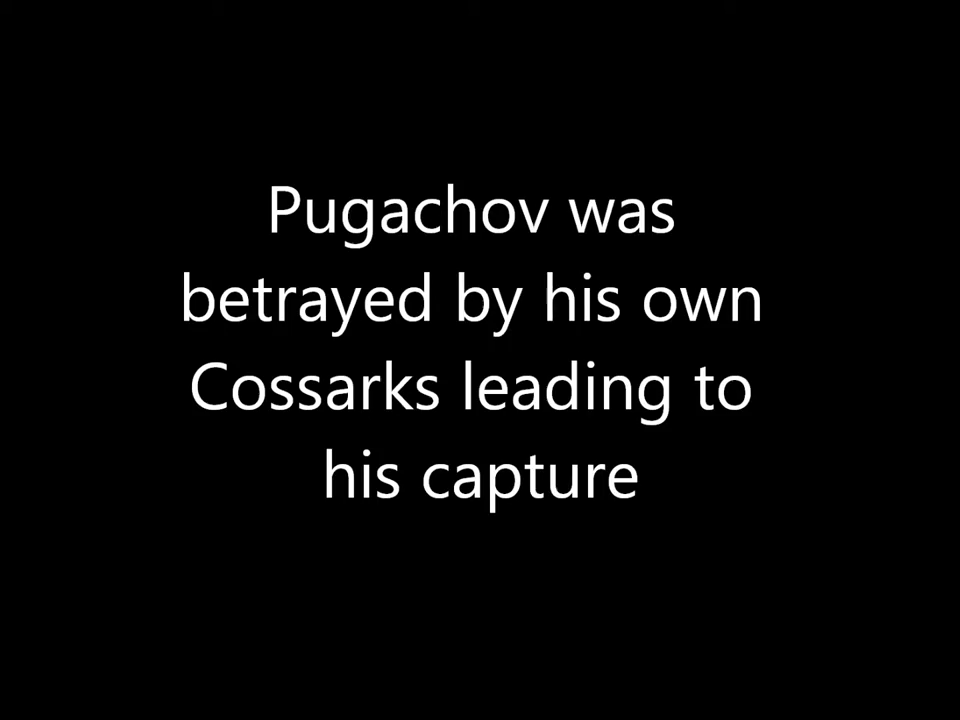 Pugachov was
betrayed by his own
Cossarks leading to
his capture